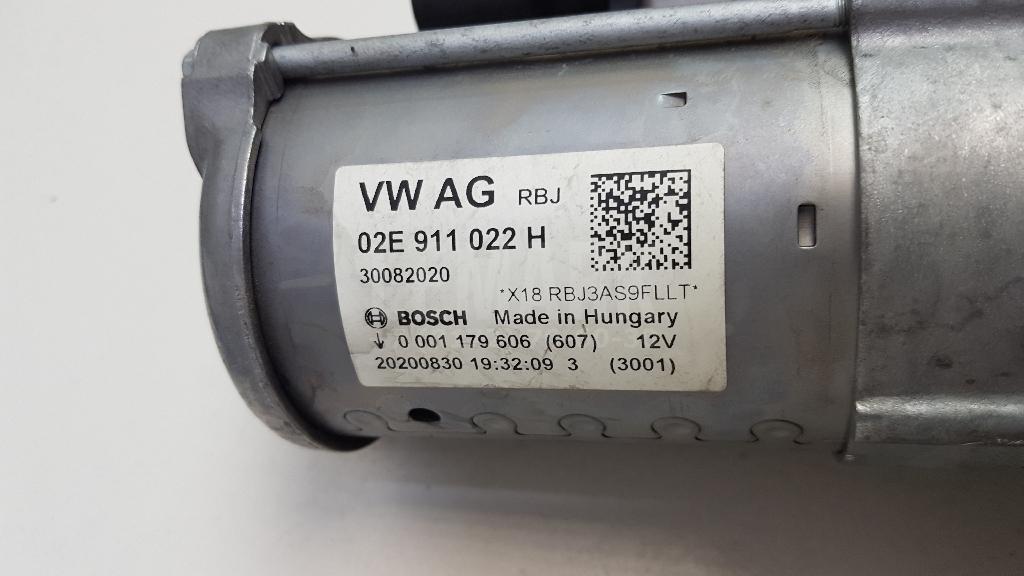 VW AG RBJ
02E 911 022 H
30082020
*X18 RBJ3AS9FLLT*
BOSCH Made in Hungary
↓ 0 001 179 606 (607) 12V
20200830 19:32:09 3 (3001)